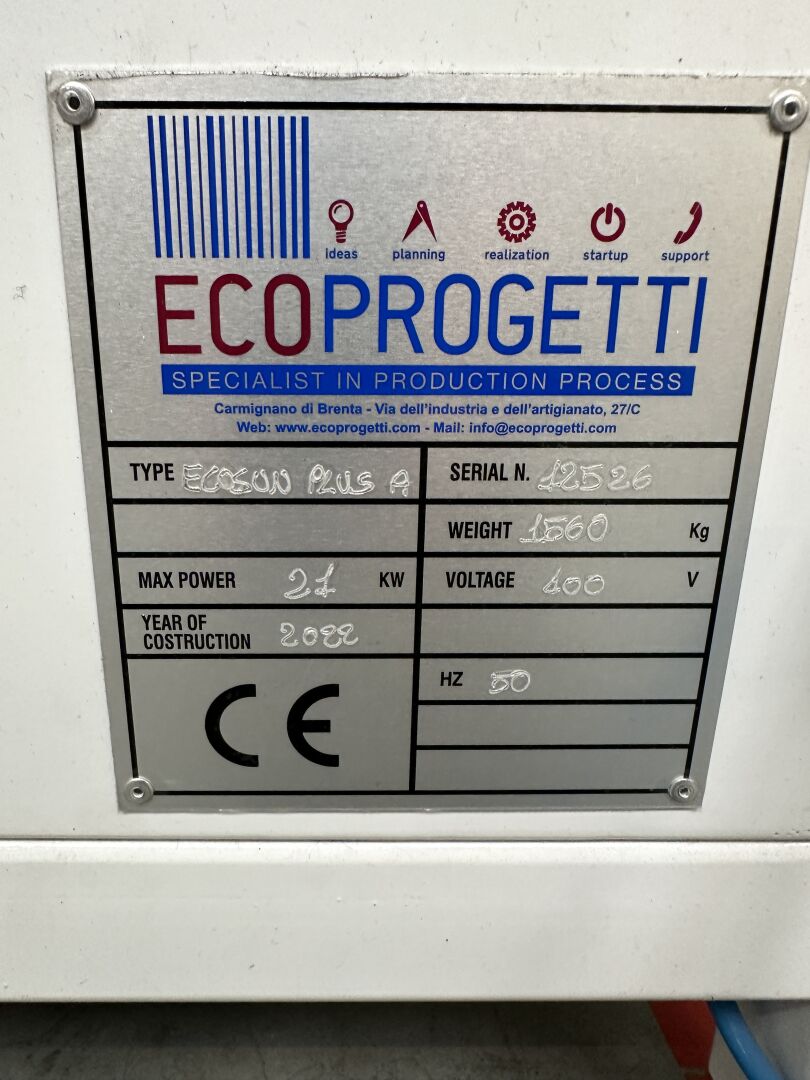 ideas planning realization startup support
ECOPROGETTI
SPECIALIST IN PRODUCTION PROCESS
Carmignano di Brenta - Via dell'industria e dell'artigianato, 27/C
Web: www.ecoprogetti.com - Mail: info@ecoprogetti.com
TYPE ECOSUN PLUS A
SERIAL N. 12526
WEIGHT 1560 Kg
MAX POWER 21 KW
VOLTAGE 400 V
YEAR OF
COSTRUCTION 2022
HZ 50
CE